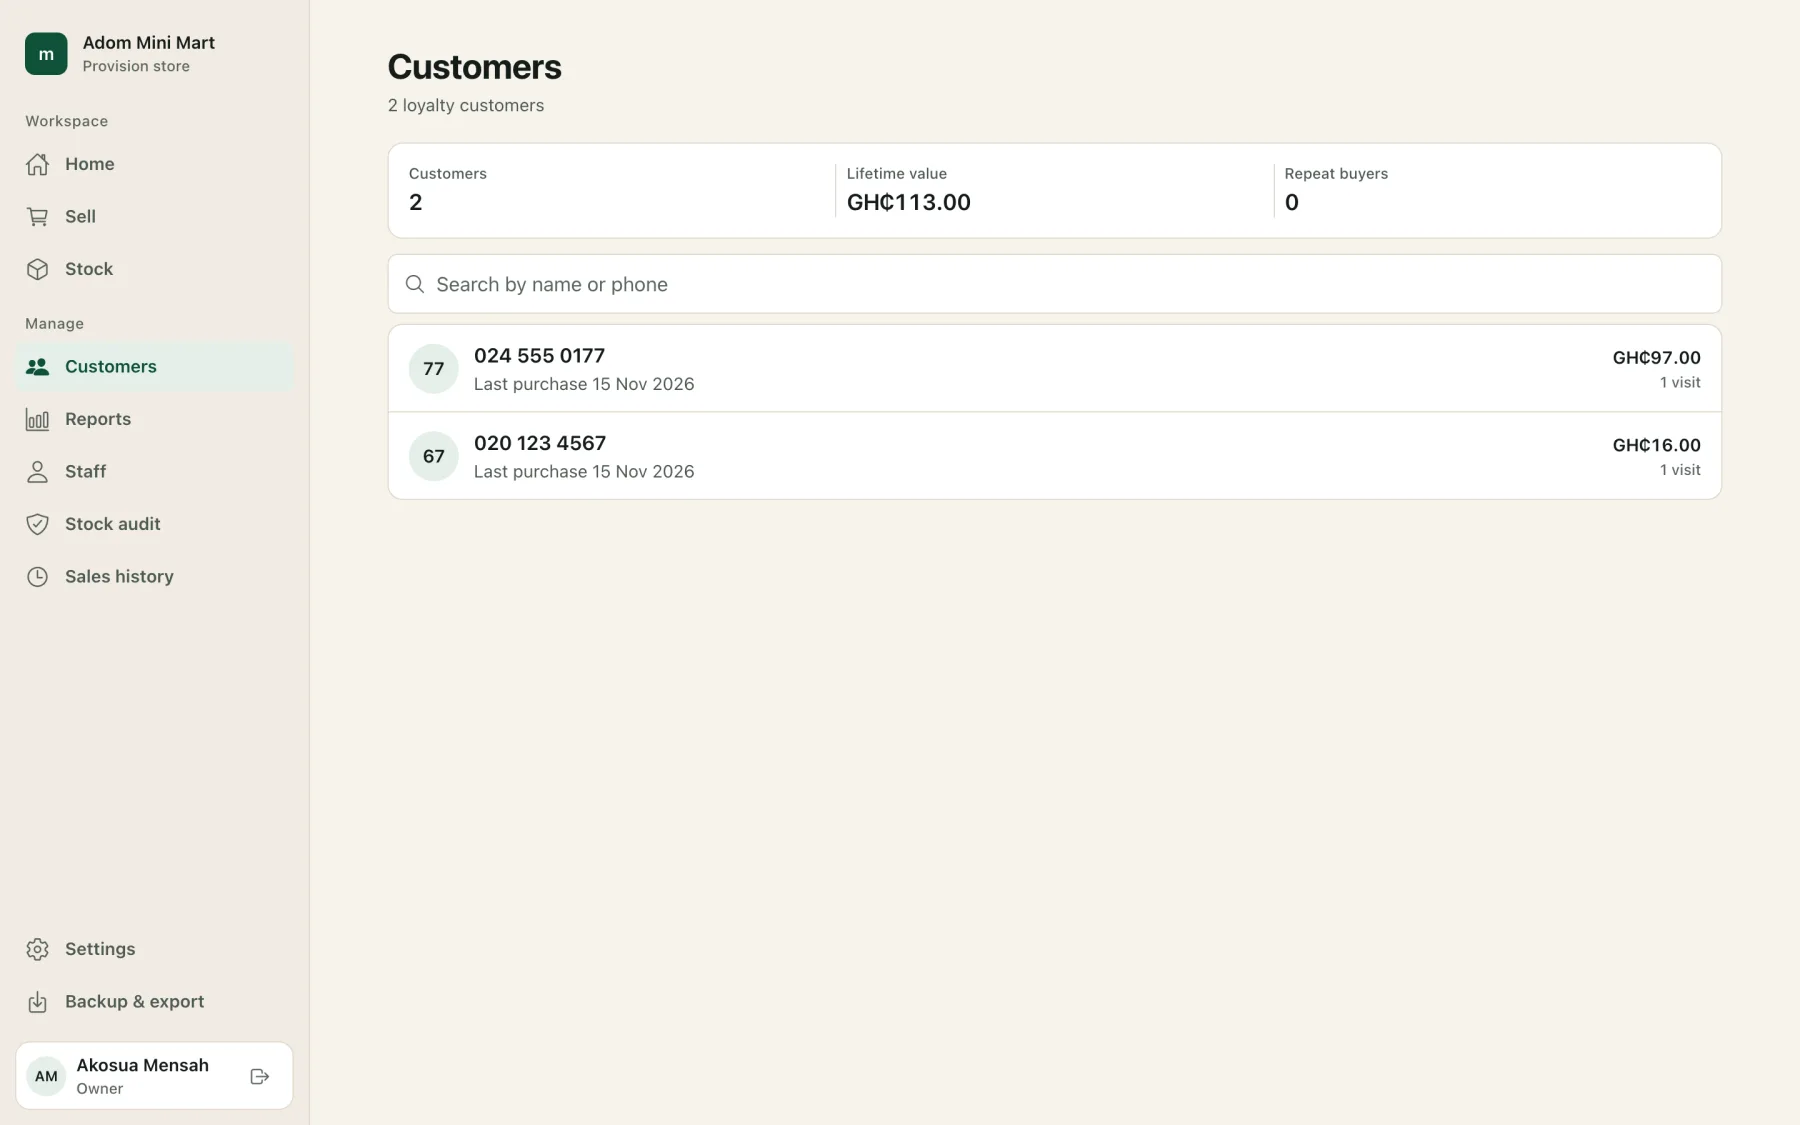 m
Adom Mini Mart
Provision store
Workspace
Home
Sell
Stock
Manage
Customers
Reports
Staff
Stock audit
Sales history
Settings
Backup & export
AM
Akosua Mensah
Owner
Customers
2 loyalty customers
Customers
2
Lifetime value
GH₵113.00
Repeat buyers
0
Search by name or phone
77
024 555 0177
Last purchase 15 Nov 2026
GH₵97.00
1 visit
67
020 123 4567
Last purchase 15 Nov 2026
GH₵16.00
1 visit